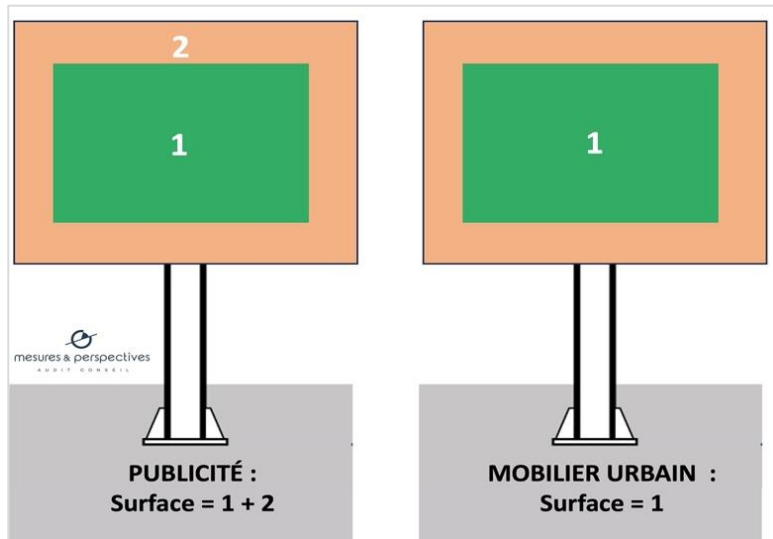 2
1
1
mesures & perspectives
AUDIT CONSEIL
PUBLICITÉ :
Surface = 1 + 2
MOBILIER URBAIN :
Surface = 1